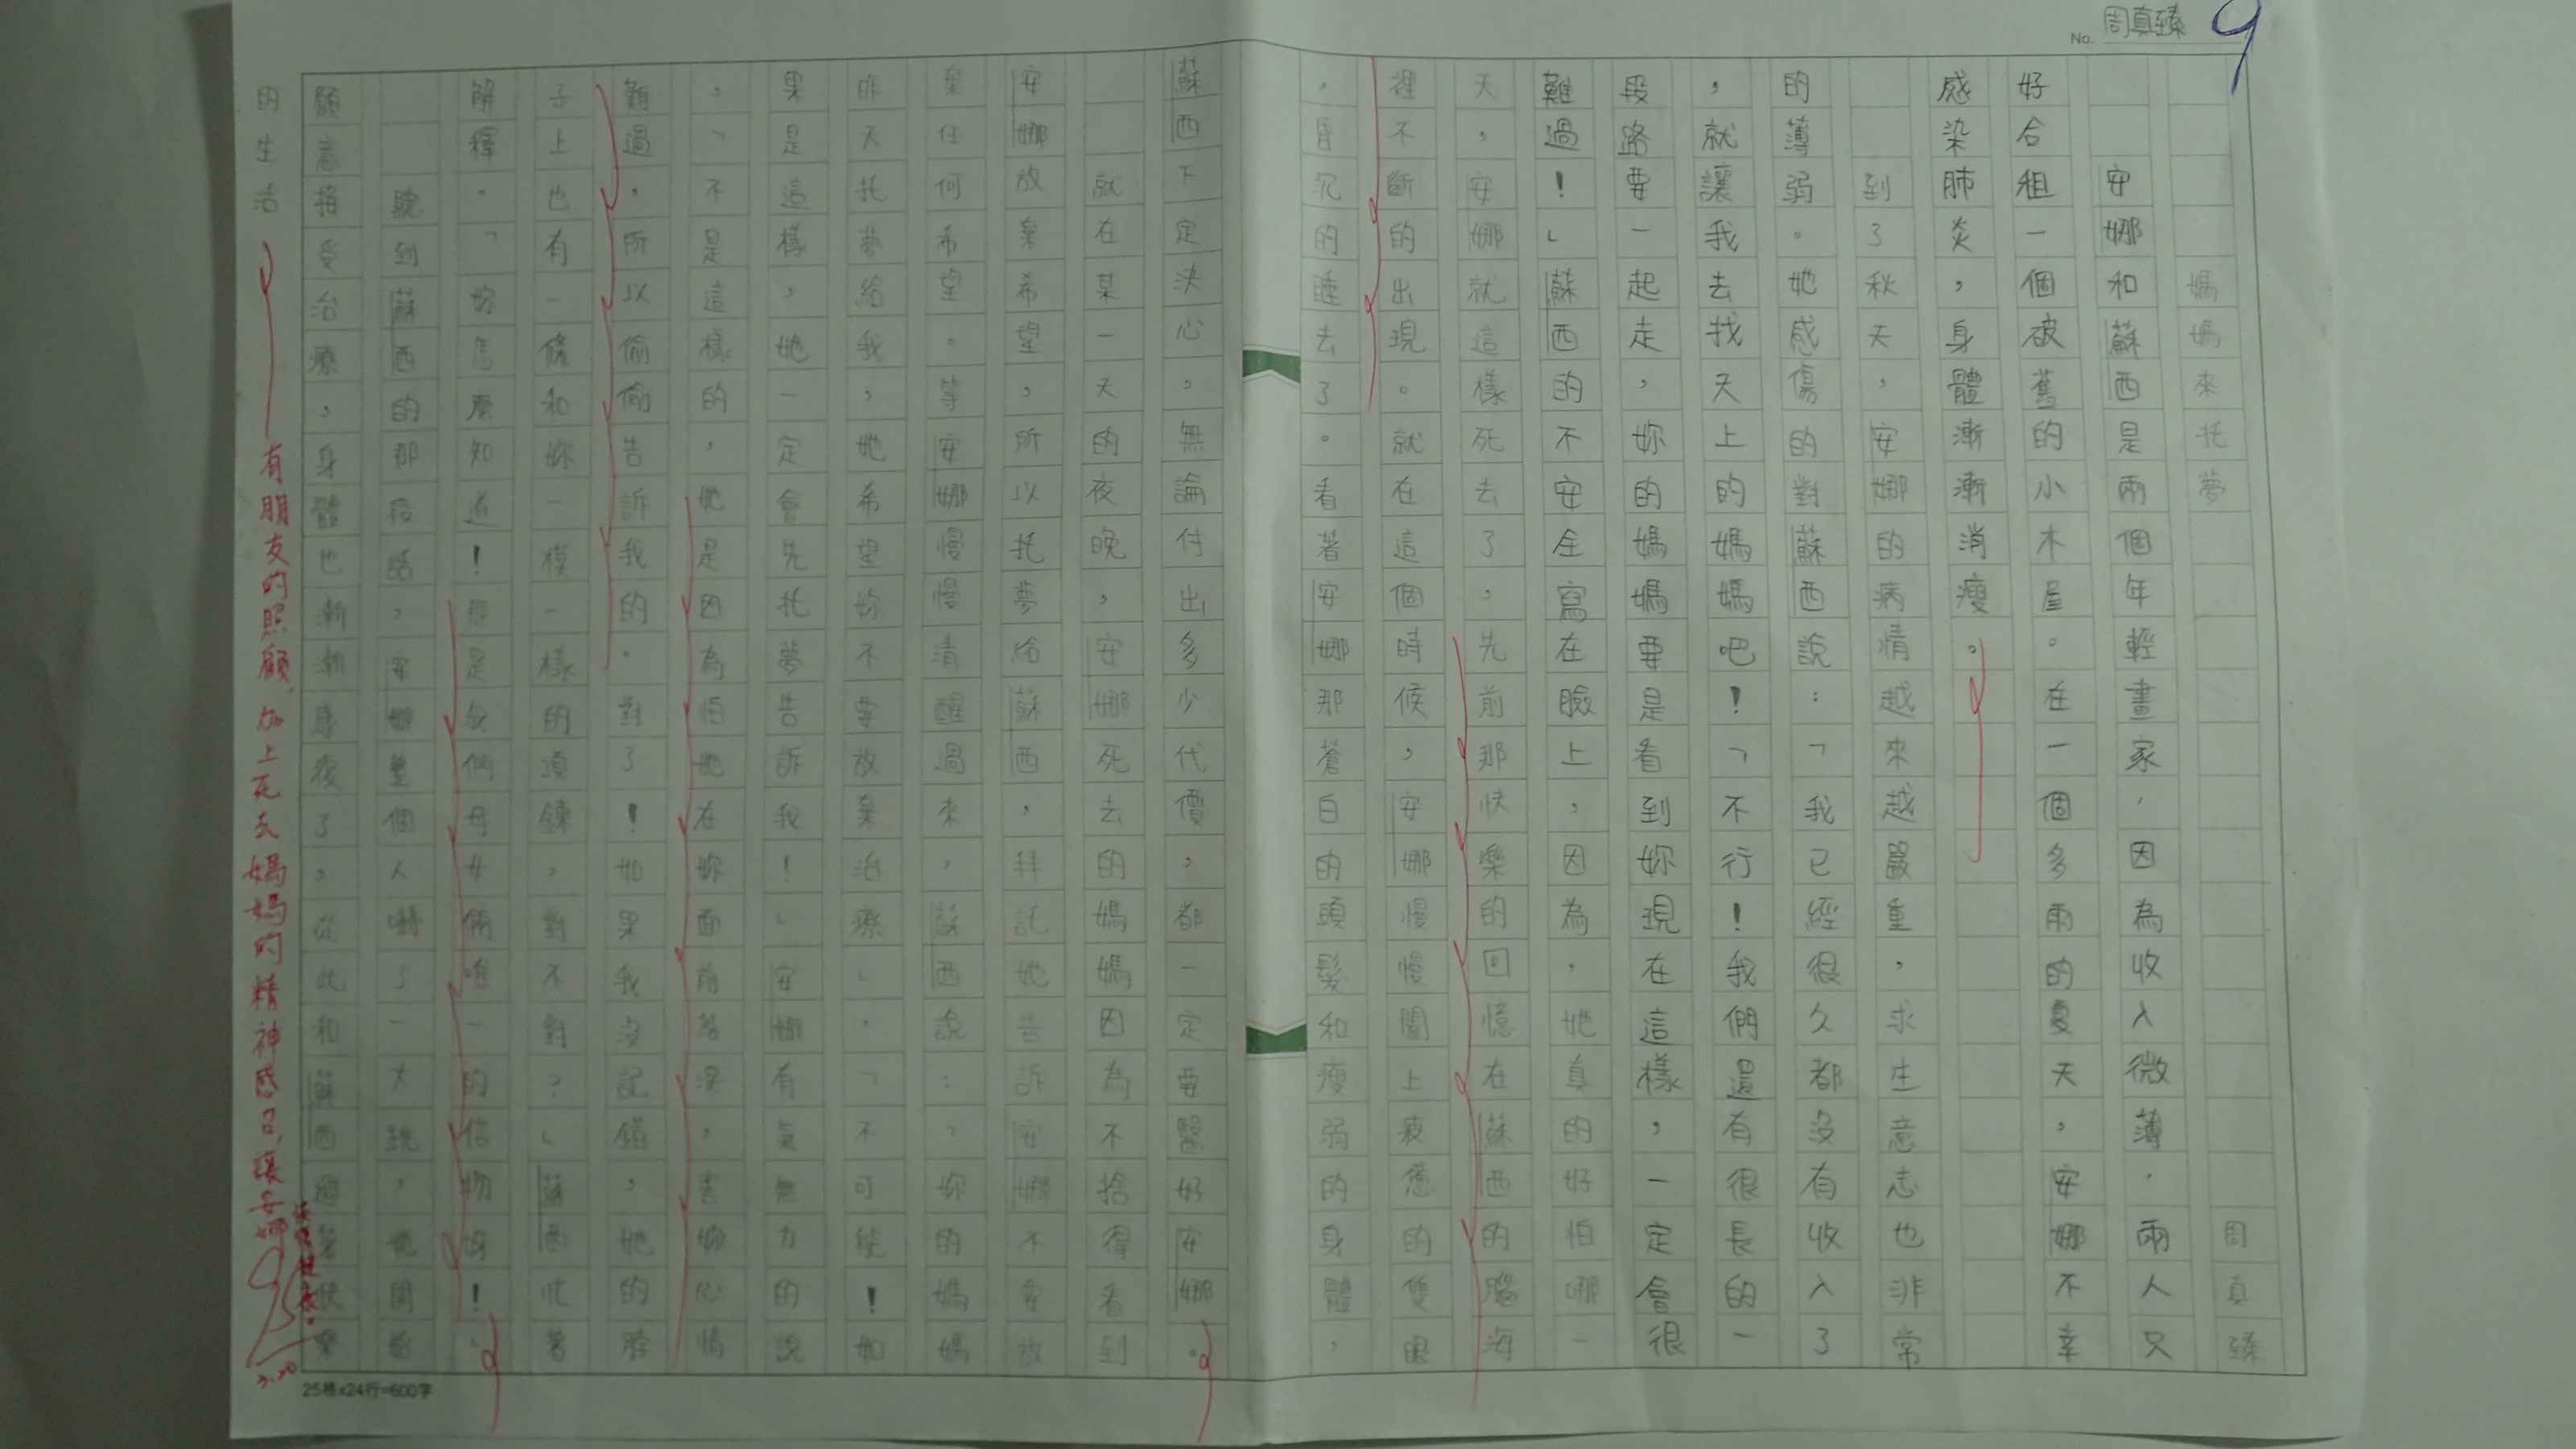 No. 周真臻
9
媽媽來托夢 周真臻
安娜和蘇西是兩個年輕畫家,因為收入微薄,兩人只
好合租一個破舊的小木屋。在一個多雨的夏天,安娜不幸
感染肺炎,身體漸漸消瘦。
到了秋天,安娜的病情越來越嚴重,求生意志也非常
的薄弱。她感傷的對蘇西說:「我已經很久都沒有收入了
,就讓我去找天上的媽媽吧!」「不行!我們還有很長的一
段路要一起走,妳的媽媽要是看到妳現在這樣,一定會很
難過!」蘇西的不安全寫在臉上,因為,她真的好怕哪一
天,安娜就這樣死去了,先前那快樂的回憶在蘇西的腦海
裡不斷的出現。就在這個時候,安娜慢慢闔上疲憊的雙眼
,昏沉的睡去了。看著安娜那蒼白的頭髮和瘦弱的身體,
蘇西下定決心,無論付出多少代價,都一定要醫好安娜。
就在某一天的夜晚,安娜死去的媽媽因為不捨得看到
安娜放棄希望,所以托夢給蘇西,拜託她告訴安娜不要放
棄任何希望。等安娜慢慢清醒過來,蘇西說:「妳的媽媽
昨天托夢給我,她希望妳不要放棄治療」,「不可能!如
果是這樣,她一定會先托夢告訴我!」安娜有氣無力的說
,「不是這樣的,她是因為怕她在妳面前落淚,害妳心情
難過,所以偷偷告訴我的。對了!如果我沒記錯,她的脖
子上也有一條和妳一模一樣的項鍊,對不對?」蘇西忙著
解釋。「妳怎麼知道!那是我們母女倆唯一的信物呀!」
聽到蘇西的那段話,安娜整個人嚇了一大跳,她開始
願意接受治療,身體也漸漸康復了,從此和蘇西過著快樂
的生活
有朋友的照顧,加上死去媽媽的精神感召,讓安娜
95
3.30
25格x24行=600字